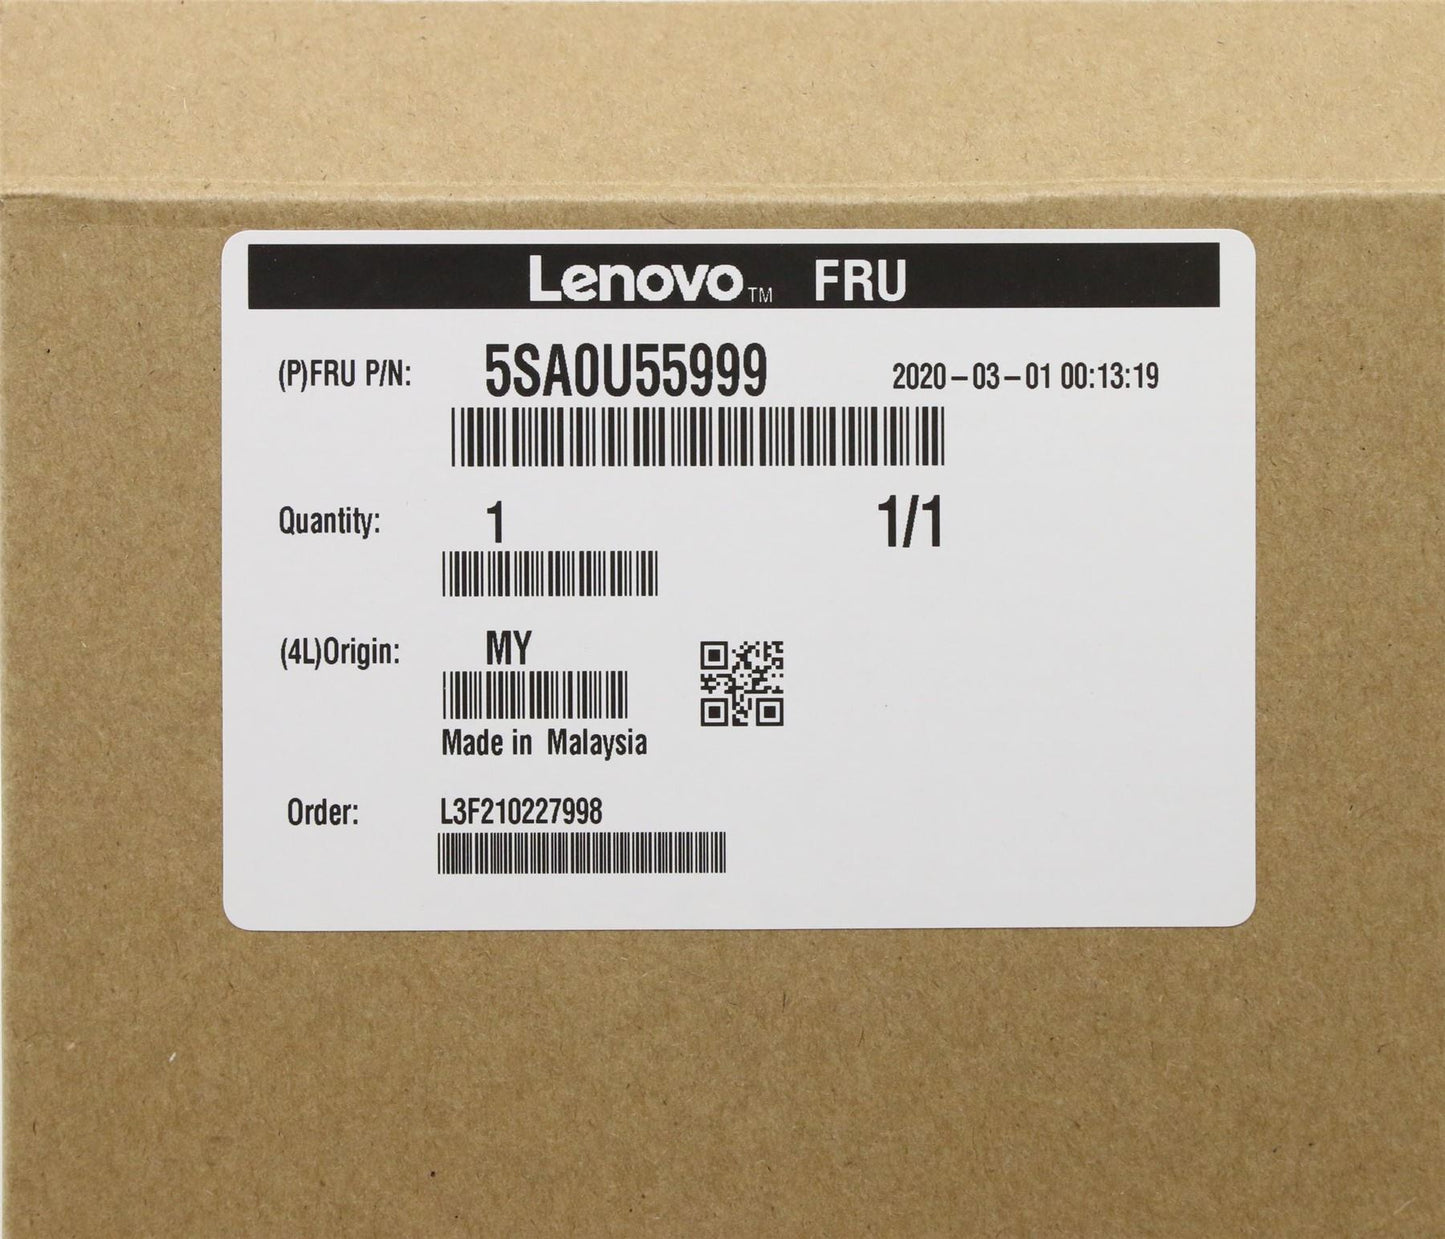 Lenovo™ FRU
(P)FRU P/N: 5SA0U55999 2020-03-01 00:13:19
Quantity: 1 1/1
(4L)Origin: MY
Made in Malaysia
Order: L3F210227998